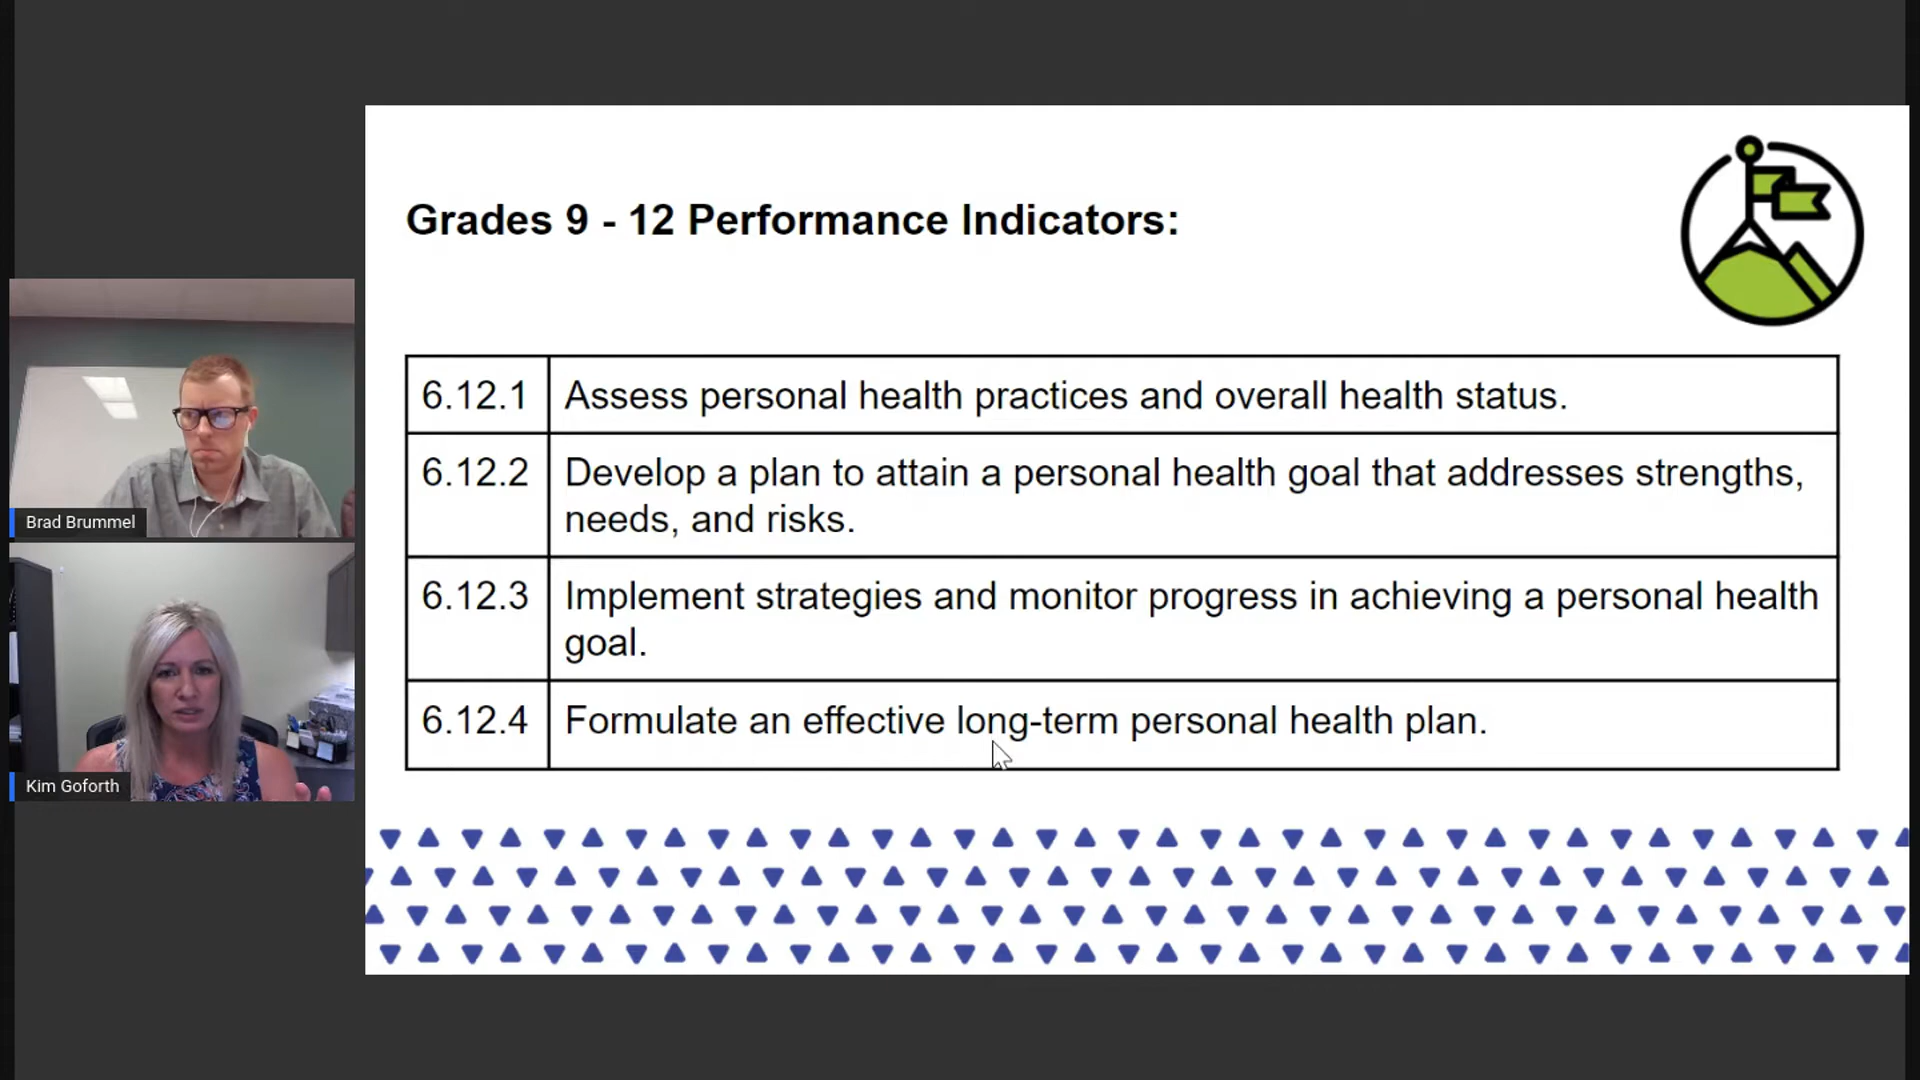 Grades 9 - 12 Performance Indicators:
6.12.1 Assess personal health practices and overall health status.
6.12.2 Develop a plan to attain a personal health goal that addresses strengths,
needs, and risks.
6.12.3 Implement strategies and monitor progress in achieving a personal health
goal.
6.12.4 Formulate an effective long-term personal health plan.
Brad Brummel
Kim Goforth